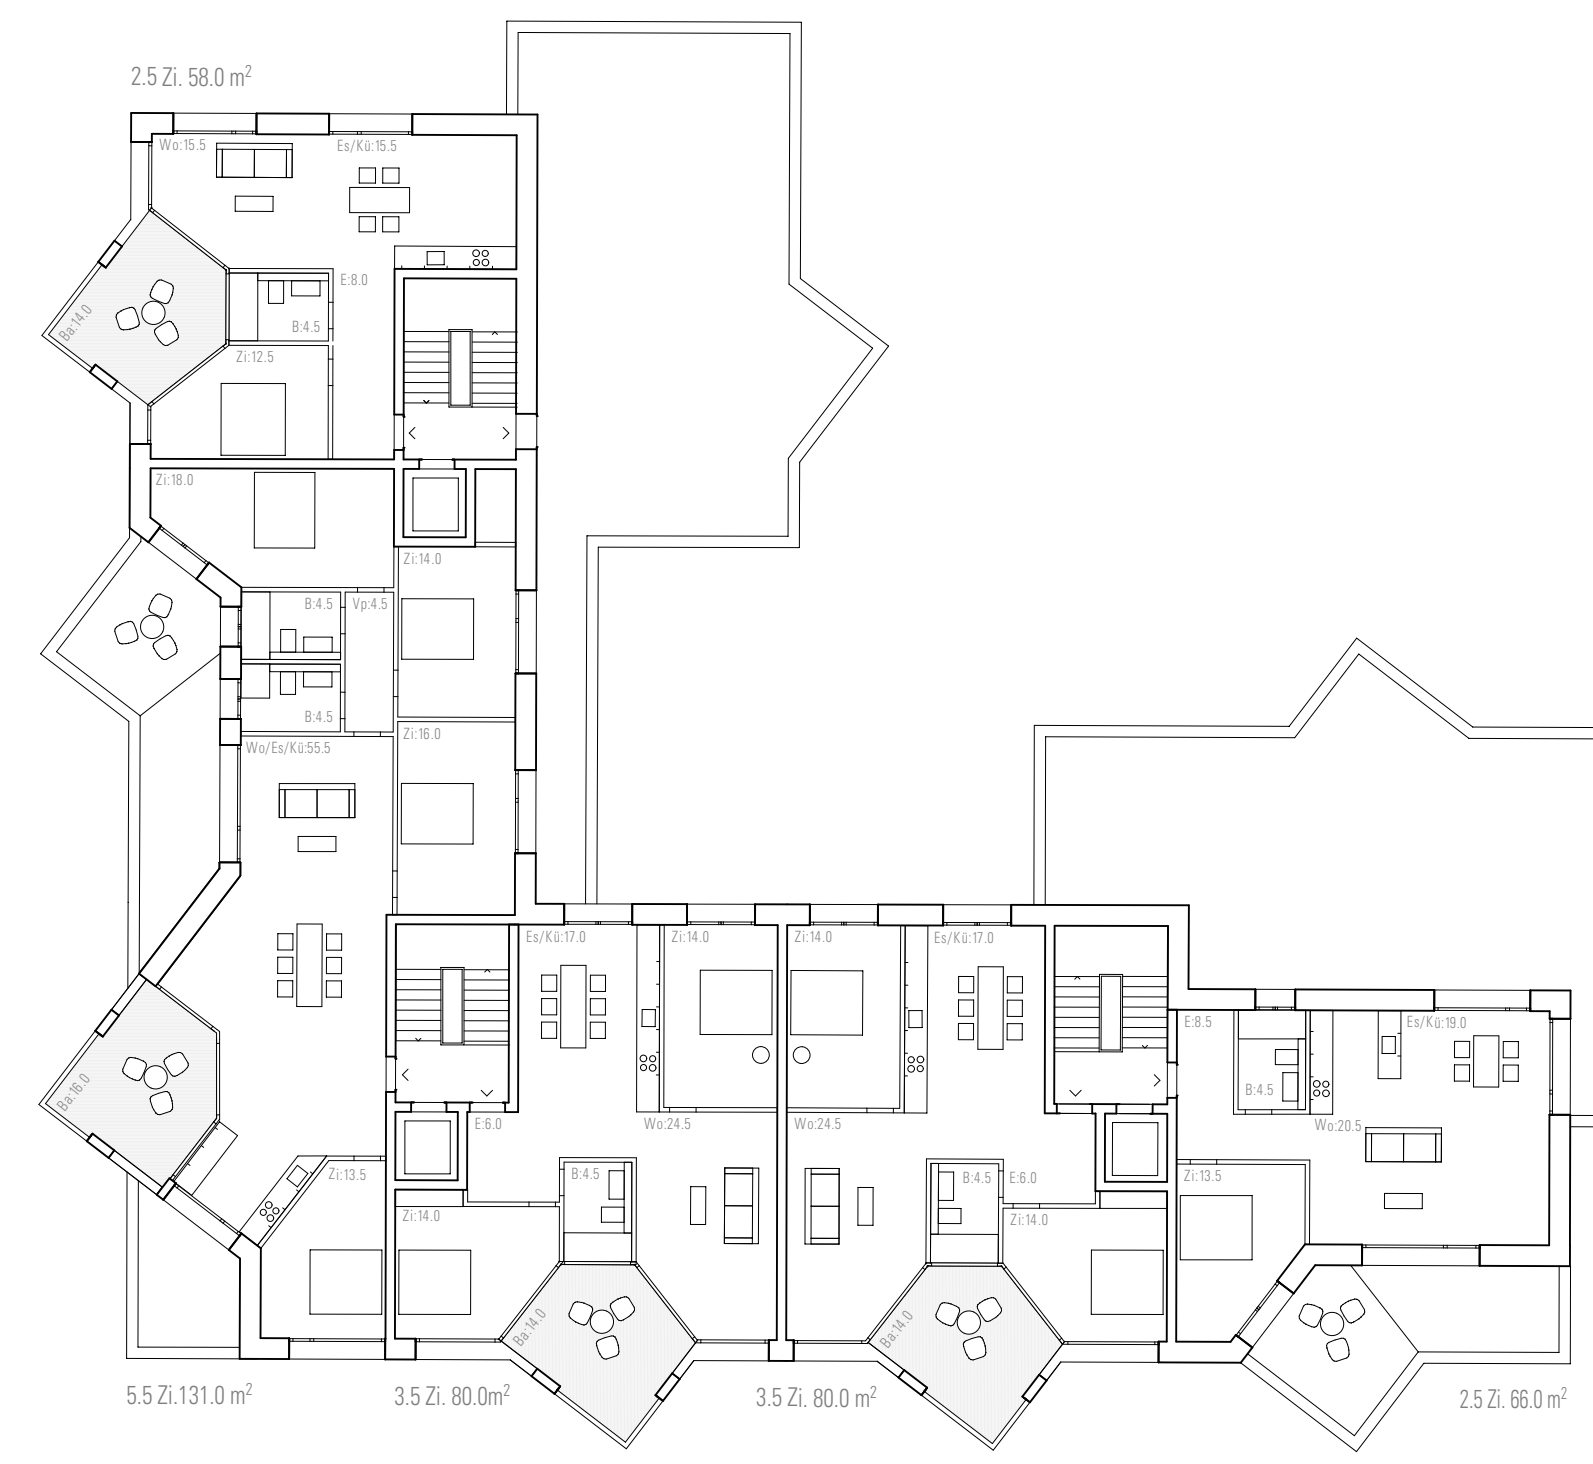 2.5 Zi. 58.0 m²
Wo:15.5
Es/Kü:15.5
E:8.0
Ba:14.0
B:4.5
Zi:12.5
Zi:18.0
Zi:14.0
B:4.5
Vp:4.5
B:4.5
Zi:16.0
Wo/Es/Kü:55.5
Es/Kü:17.0
Zi:14.0
Zi:14.0
Es/Kü:17.0
E:8.5
Es/Kü:19.0
Ba:16.0
B:4.5
E:6.0
Wo:24.5
Wo:24.5
Wo:20.5
Zi:13.5
B:4.5
B:4.5
E:6.0
Zi:13.5
Zi:14.0
Zi:14.0
Ba:14.0
Ba:14.0
5.5 Zi.131.0 m²
3.5 Zi. 80.0m²
3.5 Zi. 80.0 m²
2.5 Zi. 66.0 m²